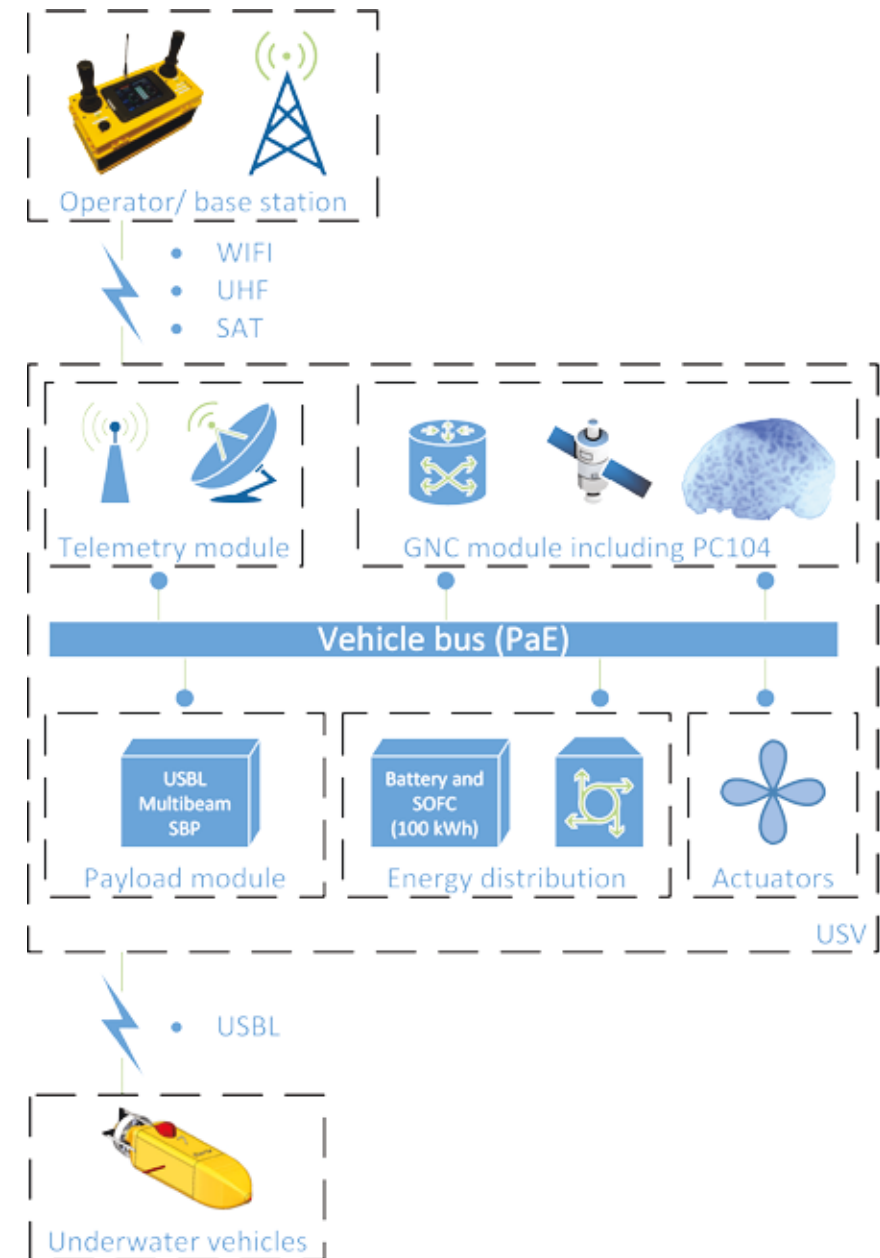 Operator/ base station
• WIFI
• UHF
• SAT
Telemetry module
GNC module including PC104
Vehicle bus (PaE)
USBL
Multibeam
SBP
Payload module
Battery and
SOFC
(100 kWh)
Energy distribution
Actuators
USV
• USBL
Underwater vehicles